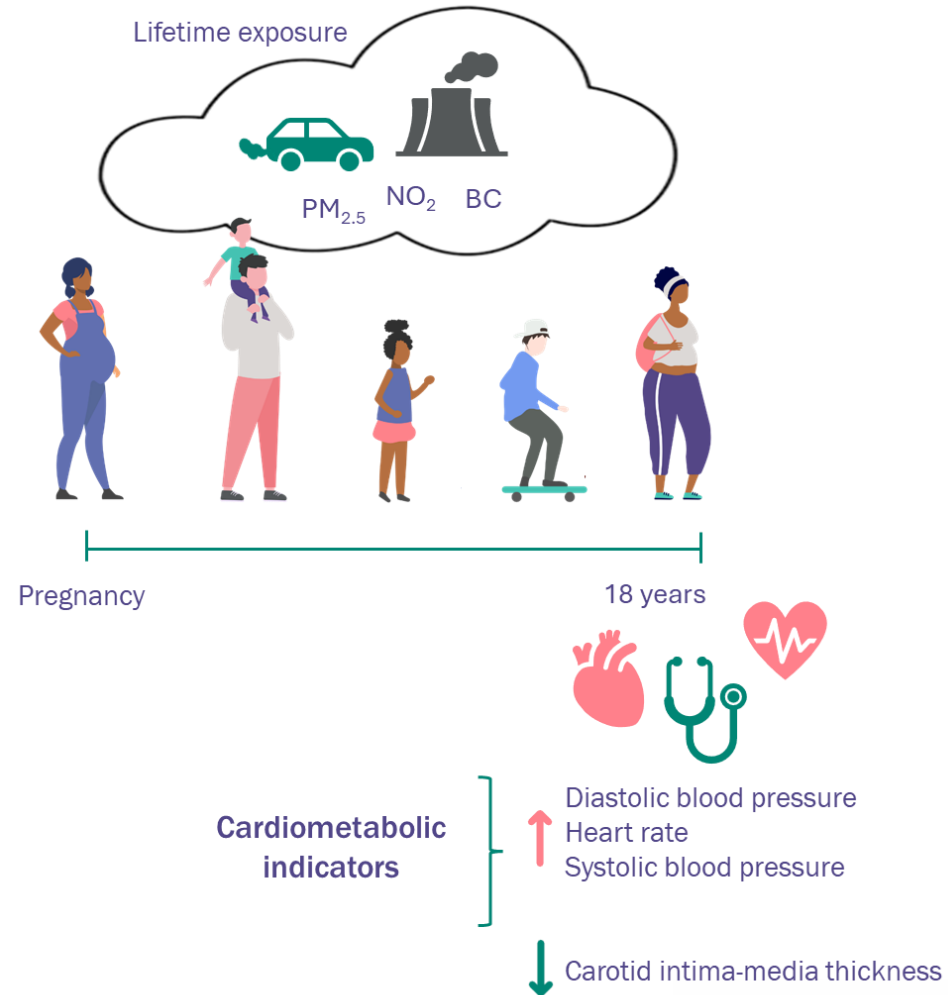 Lifetime exposure
PM2.5 NO2 BC
Pregnancy
18 years
Cardiometabolic
indicators
Diastolic blood pressure
Heart rate
Systolic blood pressure
Carotid intima-media thickness